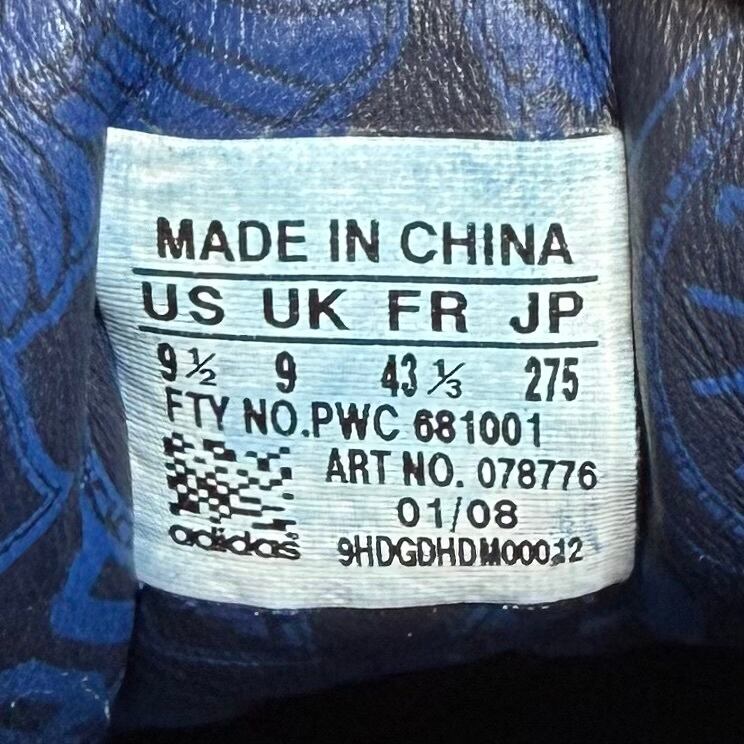 MADE IN CHINA
US UK FR JP
9 ½ 9 43 ⅓ 275
FTY NO.PWC 681001
ART NO. 078776
01/08
adidas
9HDGDHDM00012